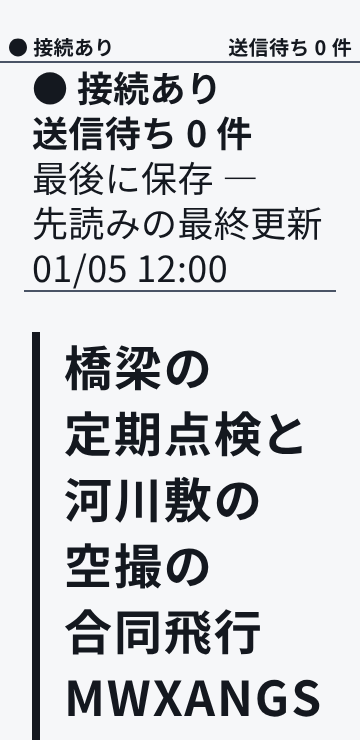 ● 接続あり 送信待ち 0 件
● 接続あり
送信待ち 0 件
最後に保存 —
先読みの最終更新
01/05 12:00
橋梁の
定期点検と
河川敷の
空撮の
合同飛行
MWXANGS